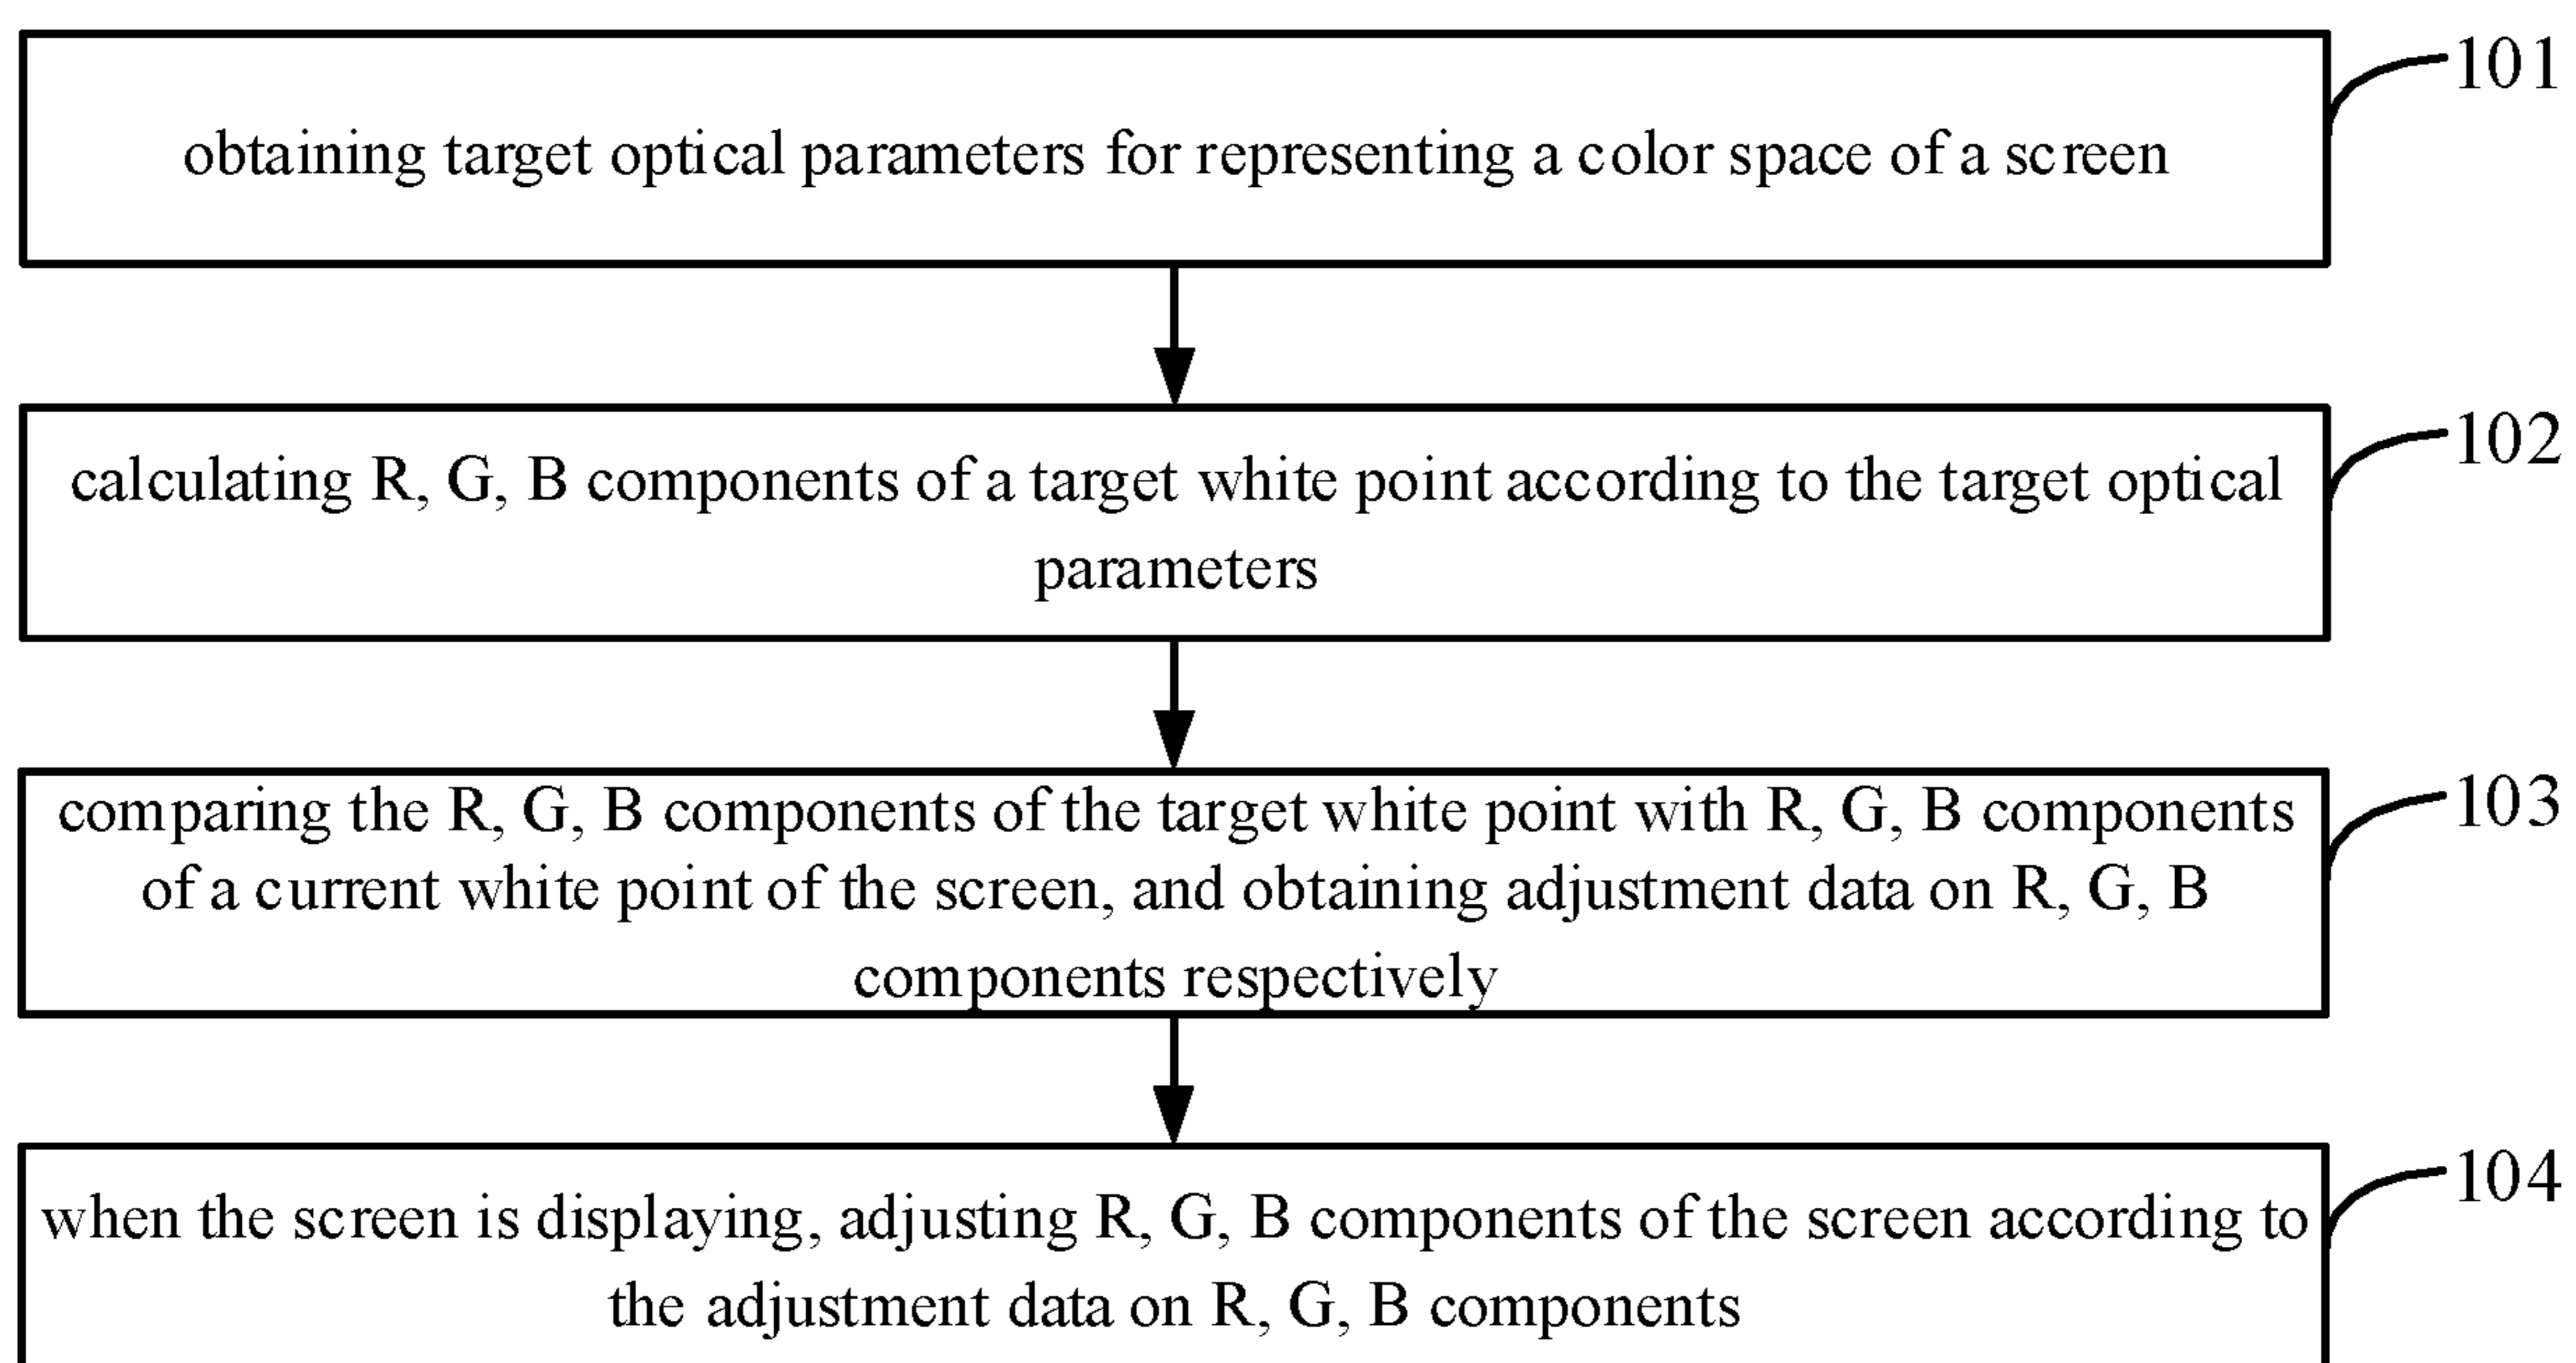 101
obtaining target optical parameters for representing a color space of a screen
102
calculating R, G, B components of a target white point according to the target optical
parameters
103
comparing the R, G, B components of the target white point with R, G, B components
of a current white point of the screen, and obtaining adjustment data on R, G, B
components respectively
104
when the screen is displaying, adjusting R, G, B components of the screen according to
the adjustment data on R, G, B components